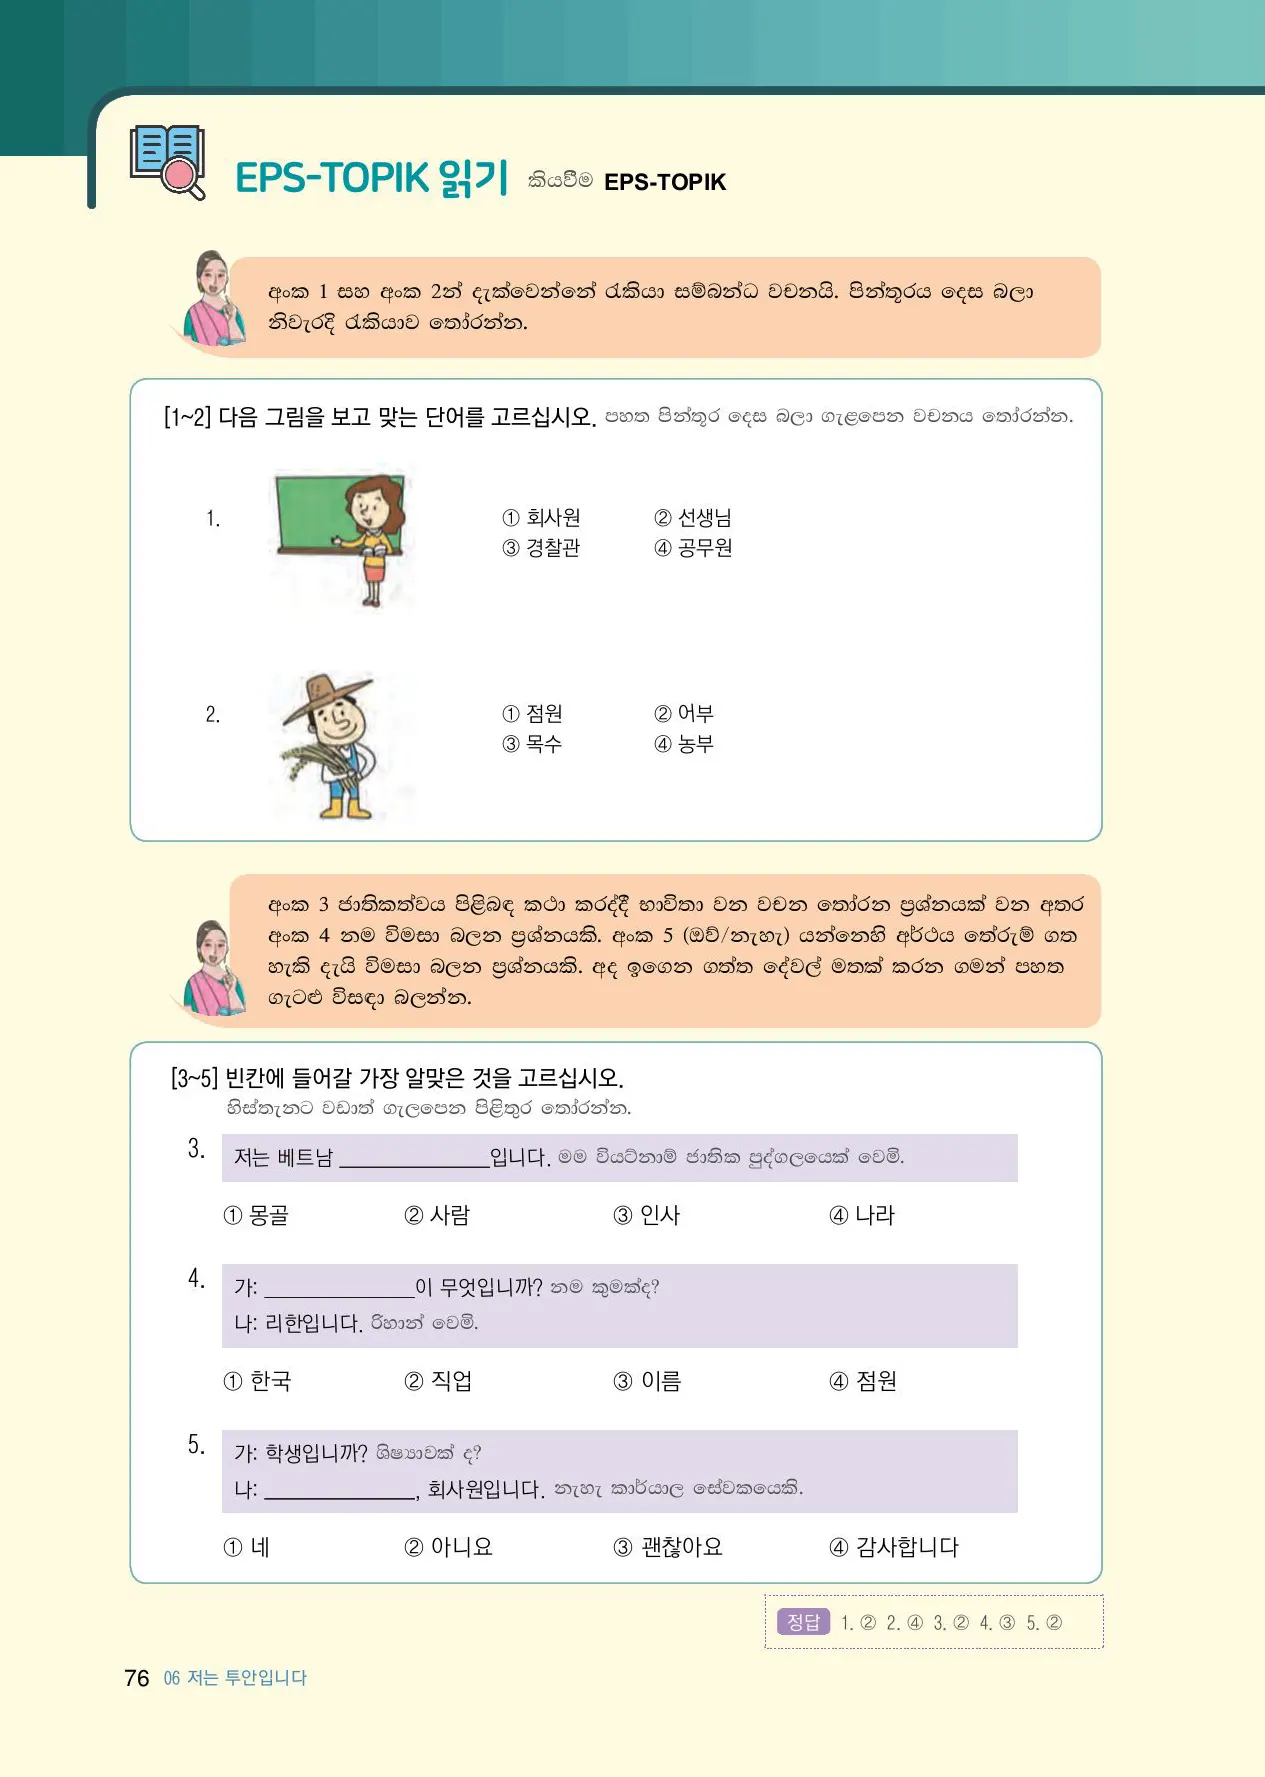 EPS-TOPIK 읽기 කියවීම EPS-TOPIK
අංක 1 සහ අංක 2න් දැක්වෙන්නේ රැකියා සම්බන්ධ වචනයි. පින්තූරය දෙස බලා
නිවැරදි රැකියාව තෝරන්න.
[1~2] 다음 그림을 보고 맞는 단어를 고르십시오. පහත පින්තූර දෙස බලා ගැළපෙන වචනය තෝරන්න.
1. ① 회사원 ② 선생님
③ 경찰관 ④ 공무원
2. ① 점원 ② 어부
③ 목수 ④ 농부
අංක 3 ජාතිකත්වය පිළිබඳ කථා කරද්දී භාවිතා වන වචන තෝරන ප්‍රශ්නයක් වන අතර
අංක 4 නම විමසා බලන ප්‍රශ්නයකි. අංක 5 (ඔව්/නැහැ) යන්නෙහි අර්ථය තේරුම් ගත
හැකි දැයි විමසා බලන ප්‍රශ්නයකි. අද ඉගෙන ගත්ත දේවල් මතක් කරන ගමන් පහත
ගැටළු විසඳා බලන්න.
[3~5] 빈칸에 들어갈 가장 알맞은 것을 고르십시오.
හිස්තැනට වඩාත් ගැලපෙන පිළිතුර තෝරන්න.
3. 저는 베트남 ______________입니다. මම වියට්නාම් ජාතික පුද්ගලයෙක් වෙමි.
① 몽골 ② 사람 ③ 인사 ④ 나라
4. 가: ______________이 무엇입니까? නම කුමක්ද?
나: 리한입니다. රිහාන් වෙමි.
① 한국 ② 직업 ③ 이름 ④ 점원
5. 가: 학생입니까? ශිෂ්‍යාවක් ද?
나: ______________, 회사원입니다. නැහැ කාර්යාල සේවකයෙකි.
① 네 ② 아니요 ③ 괜찮아요 ④ 감사합니다
정답 1. ② 2. ④ 3. ② 4. ③ 5. ②
76 06 저는 투안입니다